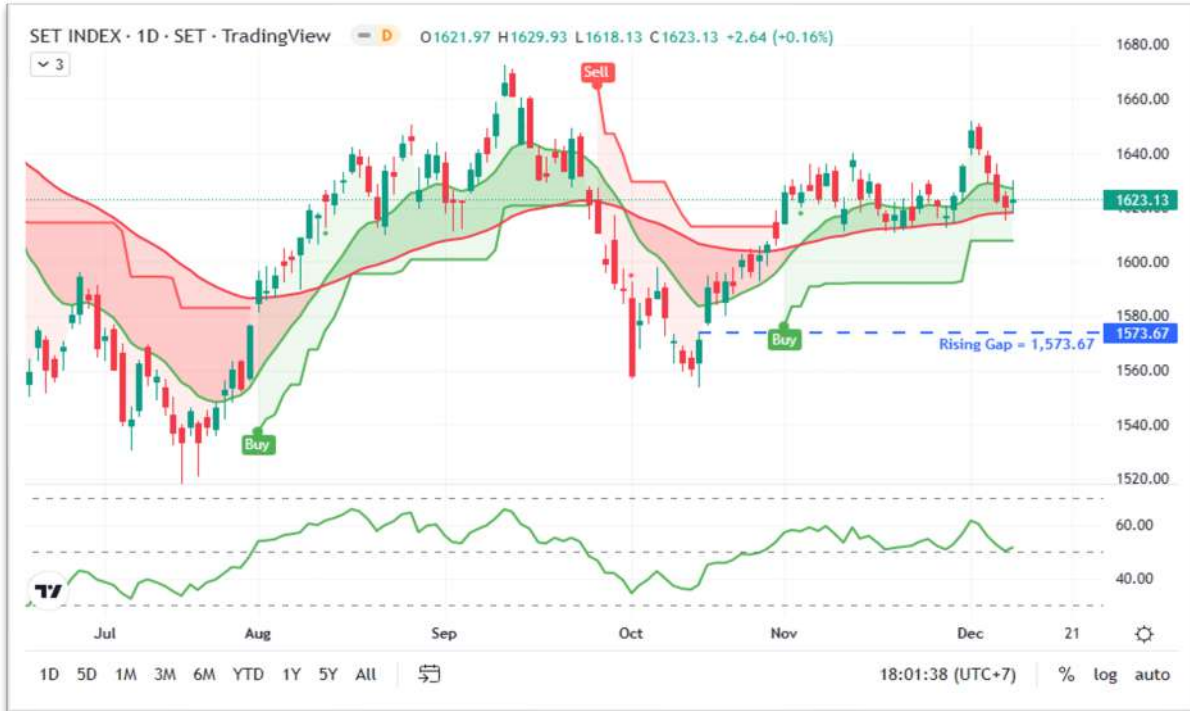 SET INDEX · 1D · SET · TradingView D O1621.97 H1629.93 L1618.13 C1623.13 +2.64 (+0.16%)
3
1680.00
Sell
1660.00
1640.00
1623.13
1620.00
1600.00
1580.00
1573.67
Buy
Rising Gap = 1,573.67
1560.00
1540.00
Buy
1520.00
60.00
40.00
Jul Aug Sep Oct Nov Dec 21
1D 5D 1M 3M 6M YTD 1Y 5Y All 18:01:38 (UTC+7) % log auto